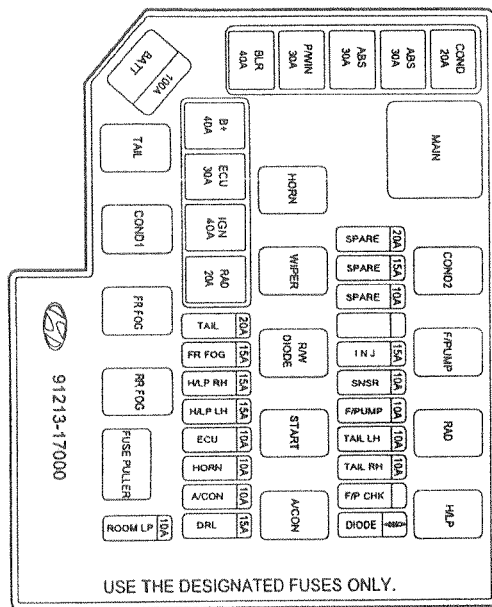 BATT
100A
BLR
40A
P/WIN
30A
ABS
30A
ABS
30A
COND
20A
TAIL
B+
40A
MAIN
ECU
30A
HORN
COND1
IGN
40A
SPARE 20A
WIPER
SPARE 15A
COND2
RAD
20A
SPARE 10A
FR FOG
TAIL 20A
R/W
DIODE
FR FOG 15A
I N J 15A
F/PUMP
H/LP RH 15A
SNSR 10A
RR FOG
H/LP LH 15A
START
F/PUMP 10A
RAD
ECU 10A
TAIL LH 10A
FUSE PULLER
HORN 10A
TAIL RH 10A
A/CON 10A
A/CON
F/P CHK
H/LP
ROOM LP 10A
DRL 15A
DIODE
91213-17000
USE THE DESIGNATED FUSES ONLY.